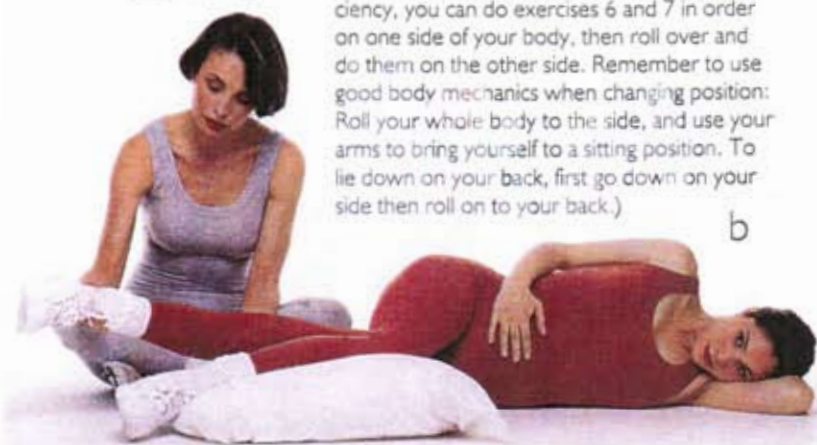 ciency, you can do exercises 6 and 7 in order
on one side of your body, then roll over and
do them on the other side. Remember to use
good body mechanics when changing position:
Roll your whole body to the side, and use your
arms to bring yourself to a sitting position. To
lie down on your back, first go down on your
side then roll on to your back.)
b